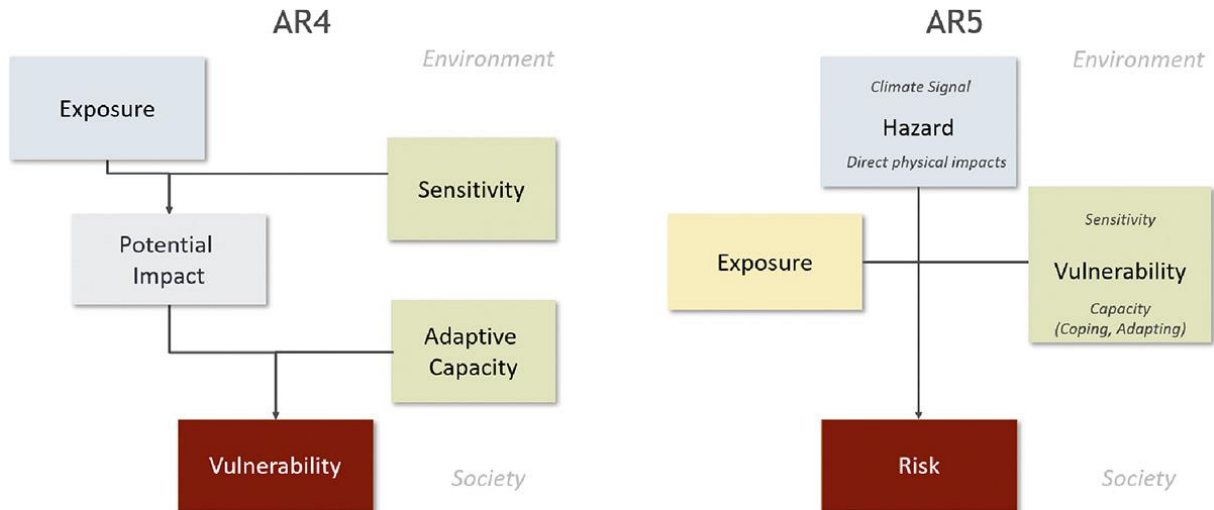 AR4
Environment
Exposure
Sensitivity
Potential
Impact
Adaptive
Capacity
Vulnerability
Society
AR5
Environment
Climate Signal
Hazard
Direct physical impacts
Exposure
Sensitivity
Vulnerability
Capacity
(Coping, Adapting)
Risk
Society